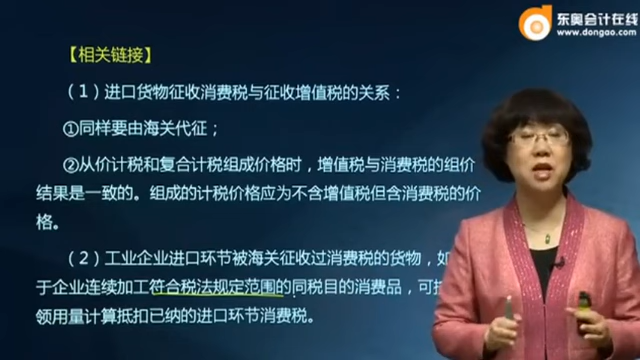 东奥会计在线
www.dongao.com
【相关链接】
（1）进口货物征收消费税与征收增值税的关系：
①同样要由海关代征；
②从价计税和复合计税组成价格时，增值税与消费税的组价
结果是一致的。组成的计税价格应为不含增值税但含消费税的价
格。
（2）工业企业进口环节被海关征收过消费税的货物，如
于企业连续加工符合税法规定范围的同税目的消费品，可
领用量计算抵扣已纳的进口环节消费税。